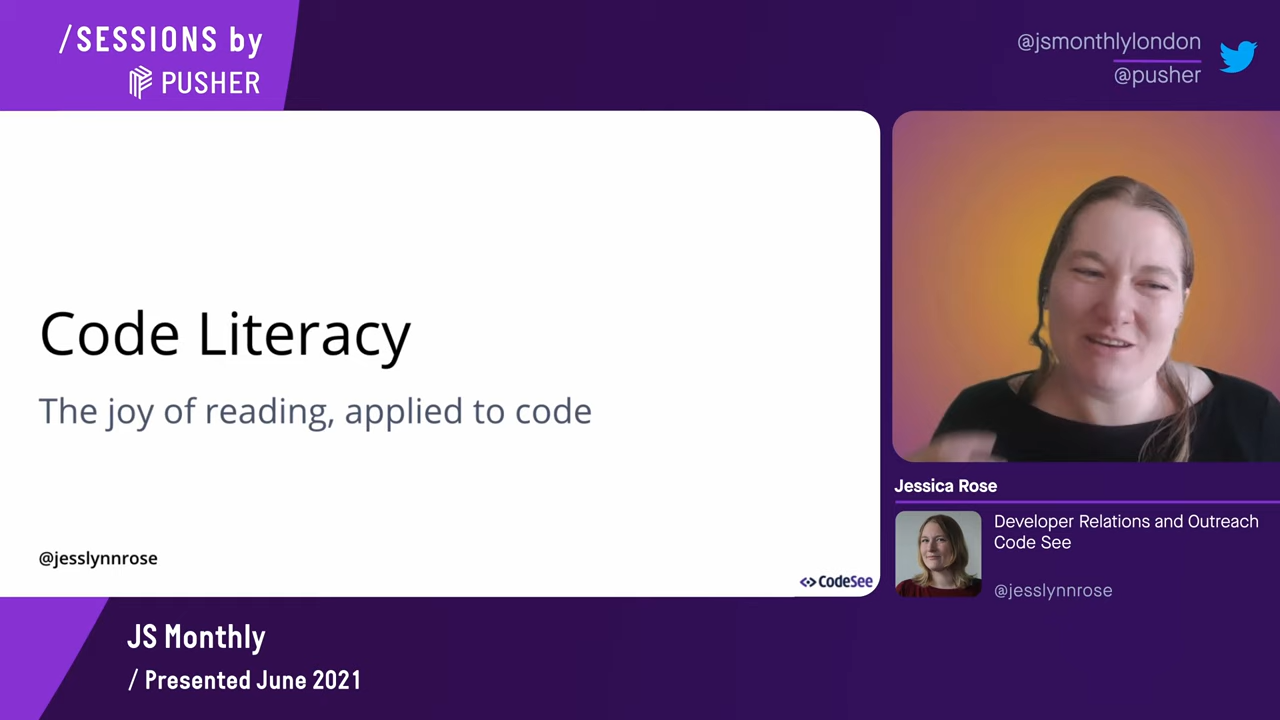 /SESSIONS by
PUSHER
@jsmonthlylondon
@pusher
Code Literacy
The joy of reading, applied to code
@jesslynnrose
CodeSee
Jessica Rose
Developer Relations and Outreach
Code See
@jesslynnrose
JS Monthly
/ Presented June 2021